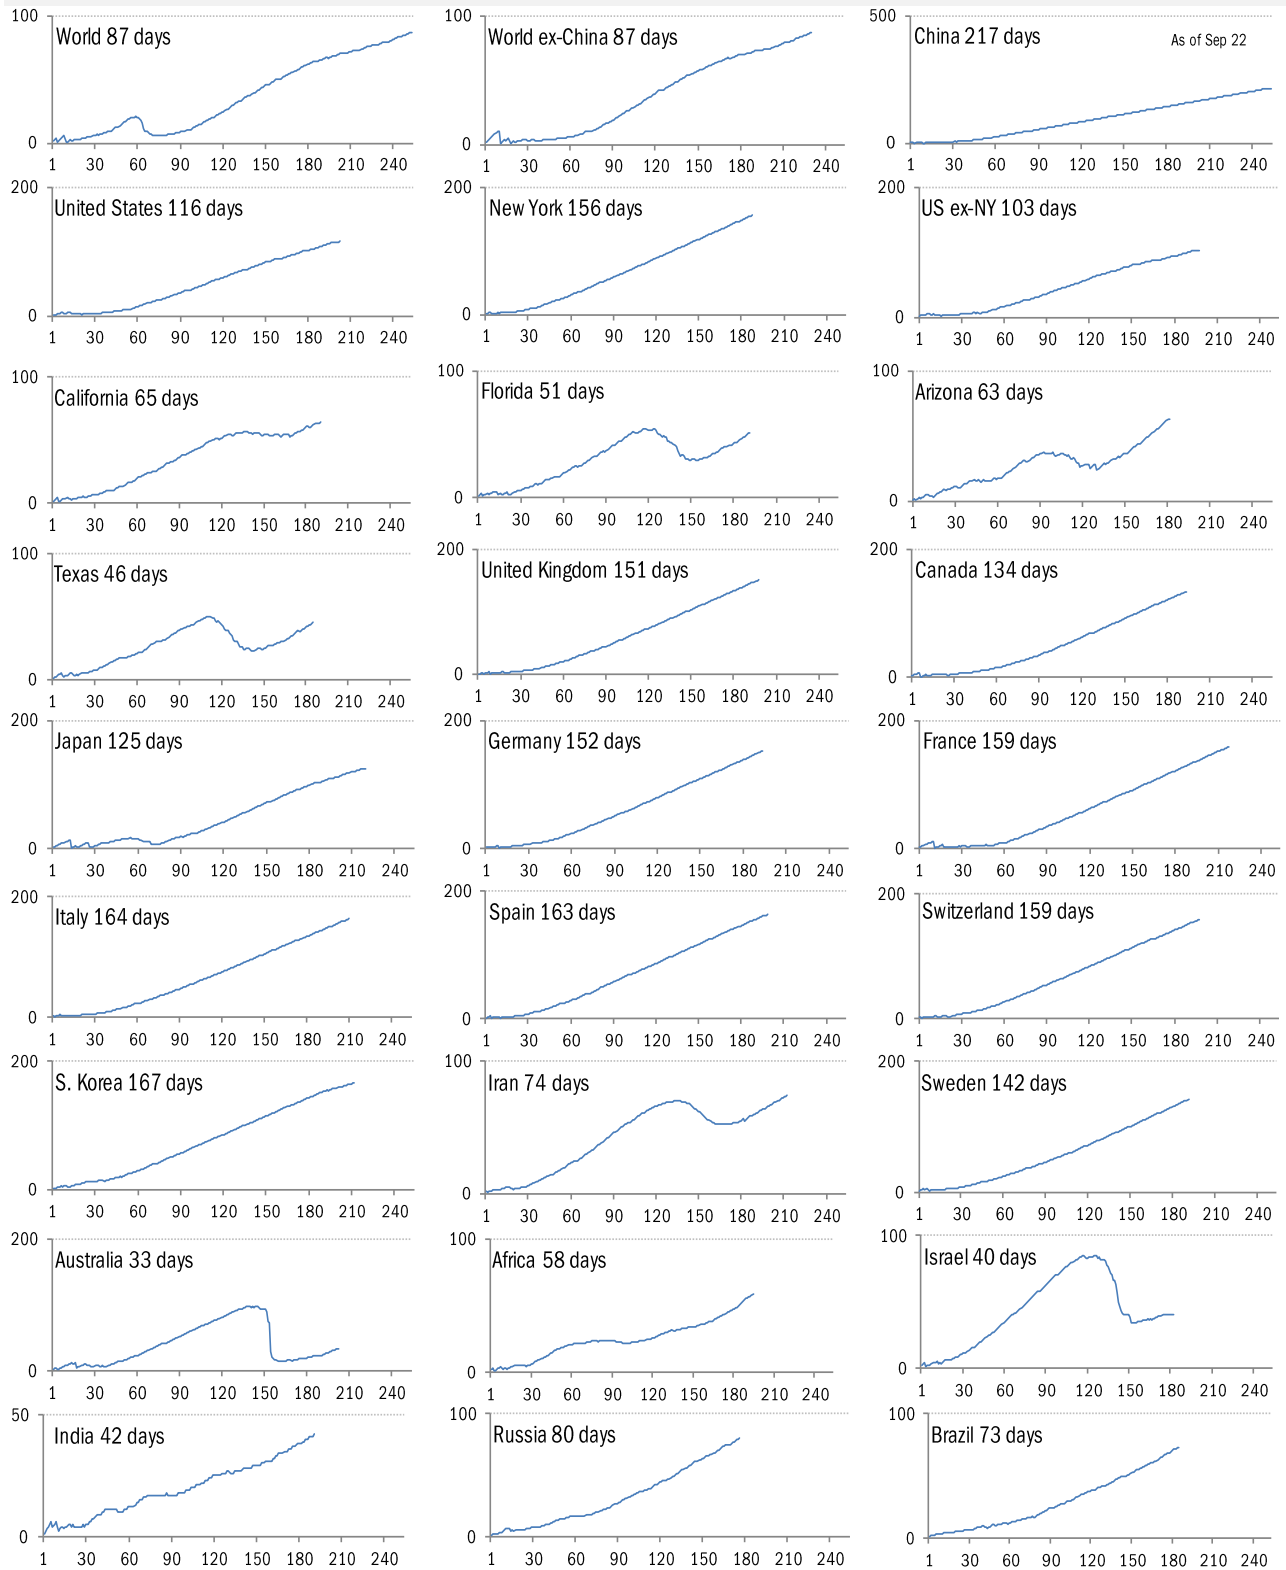 100
World 87 days
0
1 30 60 90 120 150 180 210 240
100
World ex-China 87 days
0
1 30 60 90 120 150 180 210 240
500
China 217 days
As of Sep 22
0
1 30 60 90 120 150 180 210 240
200
United States 116 days
0
1 30 60 90 120 150 180 210 240
200
New York 156 days
0
1 30 60 90 120 150 180 210 240
200
US ex-NY 103 days
0
1 30 60 90 120 150 180 210 240
100
California 65 days
0
1 30 60 90 120 150 180 210 240
100
Florida 51 days
0
1 30 60 90 120 150 180 210 240
100
Arizona 63 days
0
1 30 60 90 120 150 180 210 240
100
Texas 46 days
0
1 30 60 90 120 150 180 210 240
200
United Kingdom 151 days
0
1 30 60 90 120 150 180 210 240
200
Canada 134 days
0
1 30 60 90 120 150 180 210 240
200
Japan 125 days
0
1 30 60 90 120 150 180 210 240
200
Germany 152 days
0
1 30 60 90 120 150 180 210 240
200
France 159 days
0
1 30 60 90 120 150 180 210 240
200
Italy 164 days
0
1 30 60 90 120 150 180 210 240
200
Spain 163 days
0
1 30 60 90 120 150 180 210 240
200
Switzerland 159 days
0
1 30 60 90 120 150 180 210 240
200
S. Korea 167 days
0
1 30 60 90 120 150 180 210 240
100
Iran 74 days
0
1 30 60 90 120 150 180 210 240
200
Sweden 142 days
0
1 30 60 90 120 150 180 210 240
200
Australia 33 days
0
1 30 60 90 120 150 180 210 240
100
Africa 58 days
0
1 30 60 90 120 150 180 210 240
100
Israel 40 days
0
1 30 60 90 120 150 180 210 240
50
India 42 days
0
1 30 60 90 120 150 180 210 240
100
Russia 80 days
0
1 30 60 90 120 150 180 210 240
100
Brazil 73 days
0
1 30 60 90 120 150 180 210 240